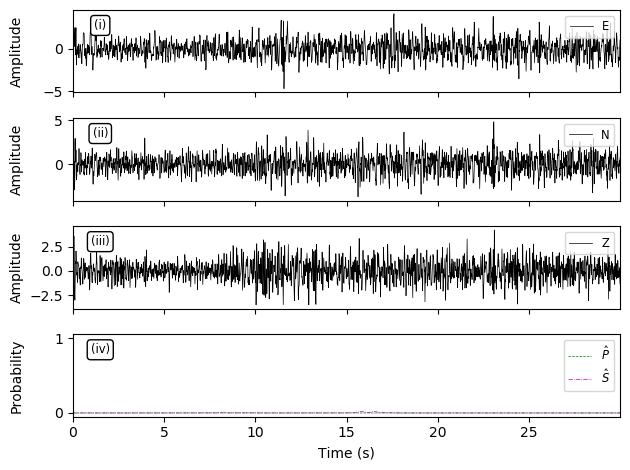 (i)
E
Amplitude
0
−5
(ii)
N
Amplitude
5
0
(iii)
Z
Amplitude
2.5
0.0
−2.5
(iv)
P̂
Ŝ
Probability
1
0
0 5 10 15 20 25
Time (s)